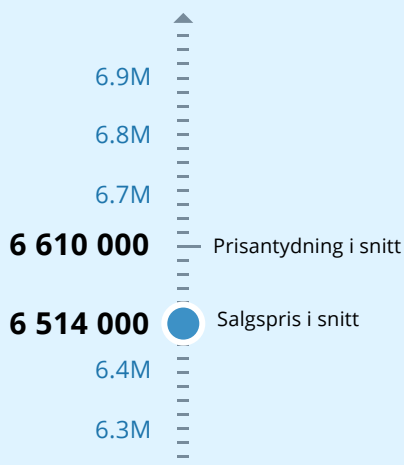 6.9M
6.8M
6.7M
6 610 000 Prisantydning i snitt
6 514 000 Salgspris i snitt
6.4M
6.3M